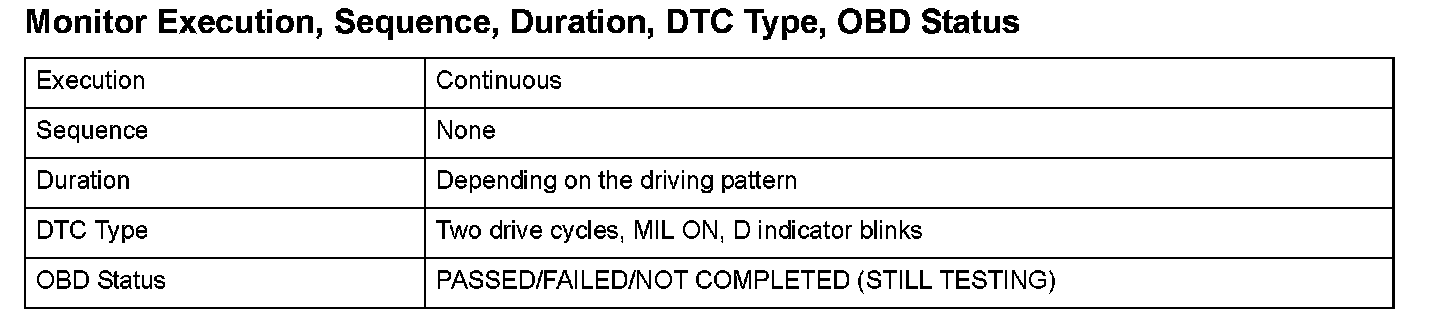 Monitor Execution, Sequence, Duration, DTC Type, OBD Status
Execution Continuous
Sequence None
Duration Depending on the driving pattern
DTC Type Two drive cycles, MIL ON, D indicator blinks
OBD Status PASSED/FAILED/NOT COMPLETED (STILL TESTING)